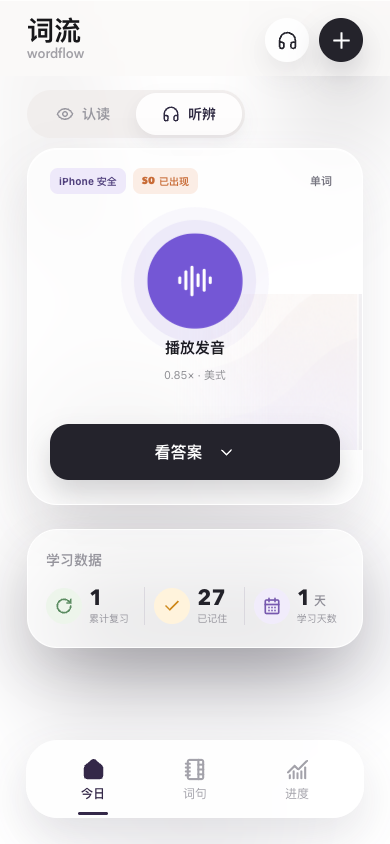 词流
wordflow
认读
听辨
iPhone 安全
50 已出现
单词
播放发音
0.85× · 美式
看答案
学习数据
1
累计复习
27
已记住
1 天
学习天数
今日
词句
进度